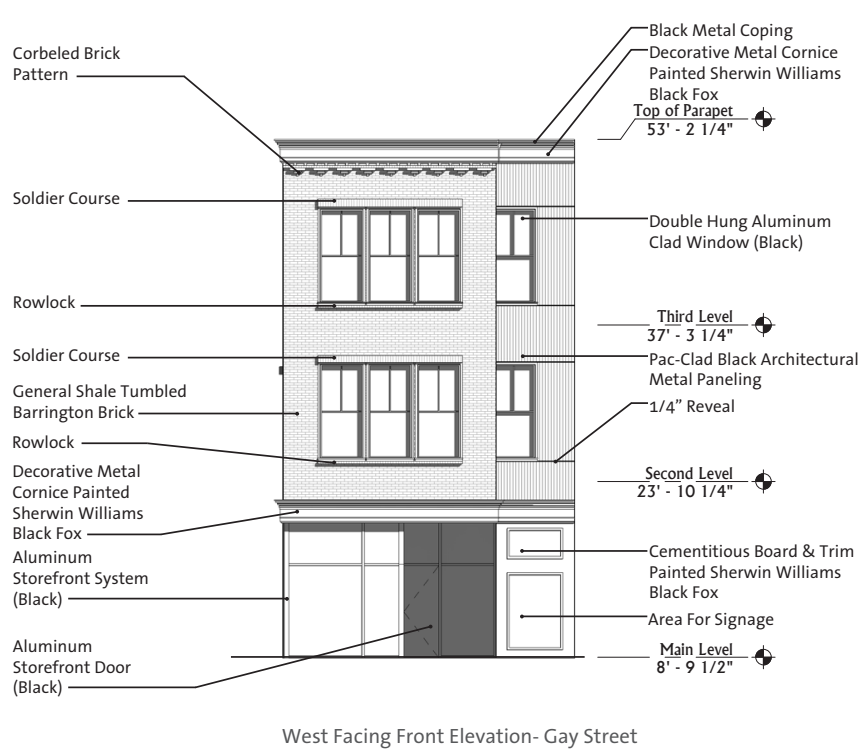 Corbeled Brick
Pattern
Soldier Course
Rowlock
Soldier Course
General Shale Tumbled
Barrington Brick
Rowlock
Decorative Metal
Cornice Painted
Sherwin Williams
Black Fox
Aluminum
Storefront System
(Black)
Aluminum
Storefront Door
(Black)
Black Metal Coping
Decorative Metal Cornice
Painted Sherwin Williams
Black Fox
Top of Parapet
53' - 2 1/4"
Double Hung Aluminum
Clad Window (Black)
Third Level
37' - 3 1/4"
Pac-Clad Black Architectural
Metal Paneling
1/4” Reveal
Second Level
23' - 10 1/4"
Cementitious Board & Trim
Painted Sherwin Williams
Black Fox
Area For Signage
Main Level
8' - 9 1/2"
West Facing Front Elevation- Gay Street